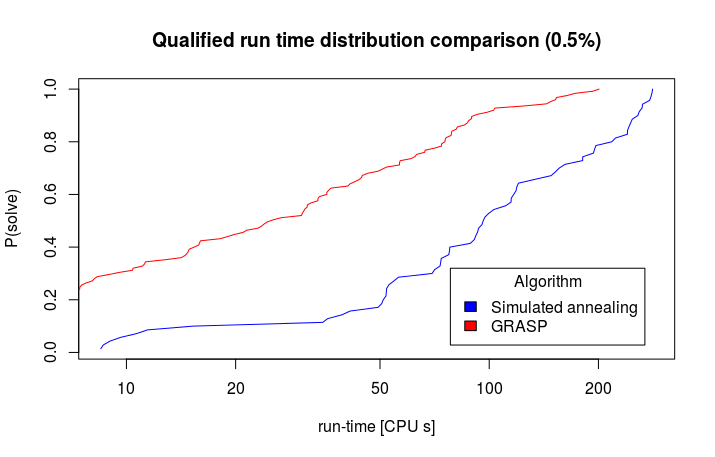 Qualified run time distribution comparison (0.5%)
P(solve)
1.0
0.8
0.6
0.4
0.2
0.0
Algorithm
Simulated annealing
GRASP
10 20 50 100 200
run-time [CPU s]